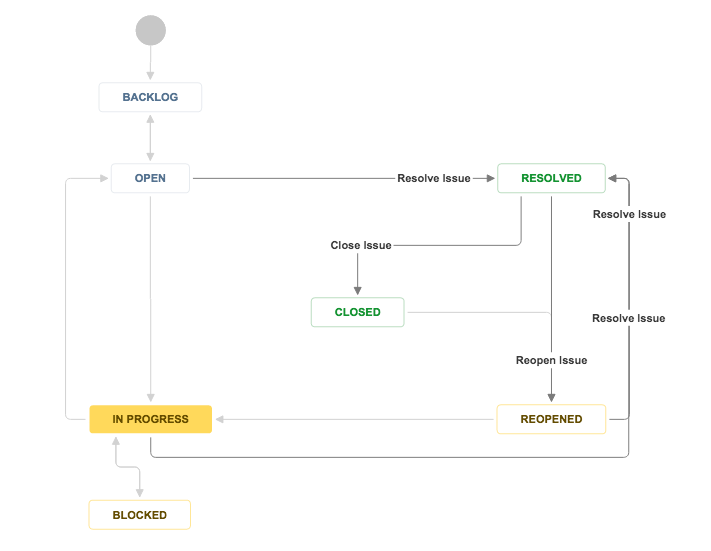 BACKLOG
OPEN
Resolve Issue
RESOLVED
Resolve Issue
Close Issue
CLOSED
Resolve Issue
Reopen Issue
IN PROGRESS
REOPENED
BLOCKED